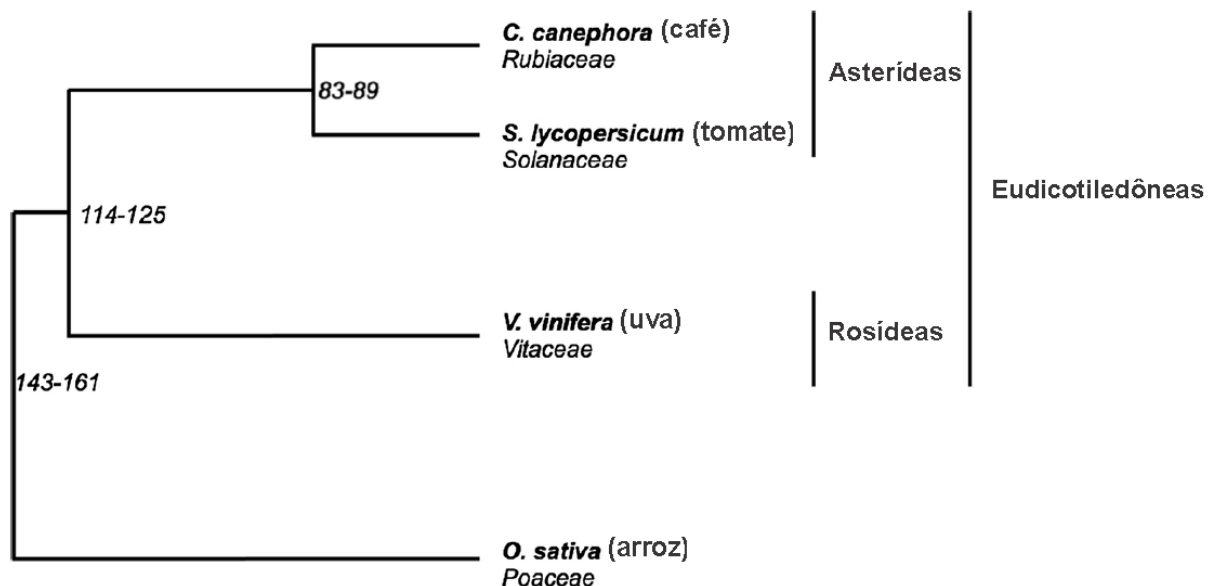 C. canephora (café)
Rubiaceae
Asterídeas
83-89
S. lycopersicum (tomate)
Solanaceae
Eudicotiledôneas
114-125
V. vinifera (uva)
Vitaceae
Rosídeas
143-161
O. sativa (arroz)
Poaceae